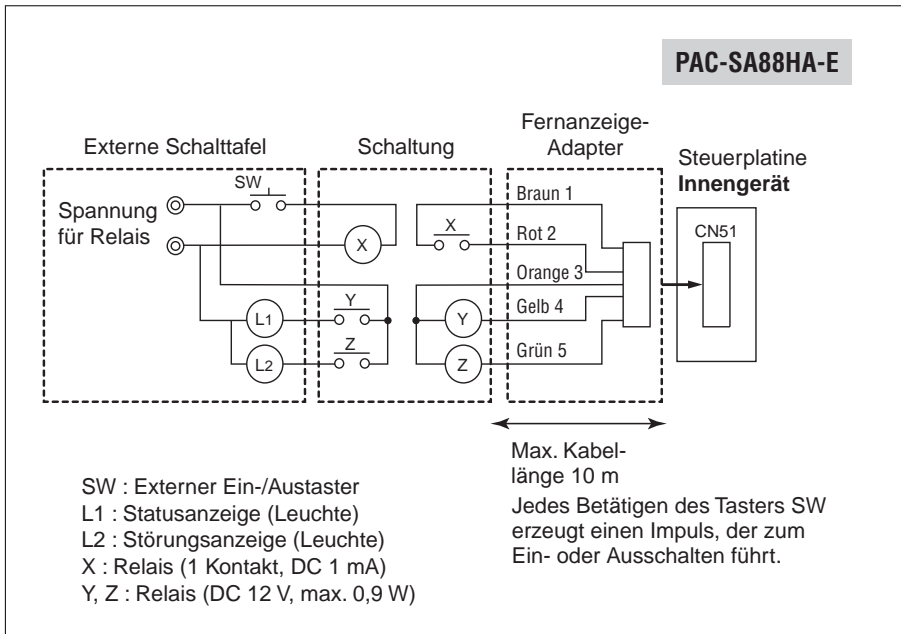 PAC-SA88HA-E
Externe Schalttafel
Schaltung
Fernanzeige-
Adapter
Steuerplatine
Innengerät
Spannung
für Relais
SW
X
X
Y
Z
L1
L2
Y
Z
Braun 1
Rot 2
Orange 3
Gelb 4
Grün 5
CN51
Max. Kabel-
länge 10 m
Jedes Betätigen des Tasters SW
erzeugt einen Impuls, der zum
Ein- oder Ausschalten führt.
SW : Externer Ein-/Austaster
L1 : Statusanzeige (Leuchte)
L2 : Störungsanzeige (Leuchte)
X : Relais (1 Kontakt, DC 1 mA)
Y, Z : Relais (DC 12 V, max. 0,9 W)